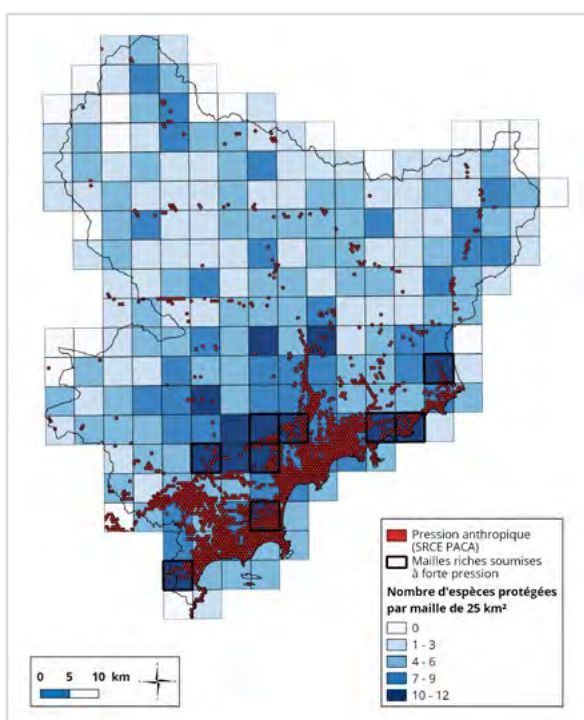 Pression anthropique
(SRCE PACA)
Mailles riches soumises
à forte pression
Nombre d'espèces protégées
par maille de 25 km²
0
1 - 3
4 - 6
7 - 9
10 - 12
0 5 10 km